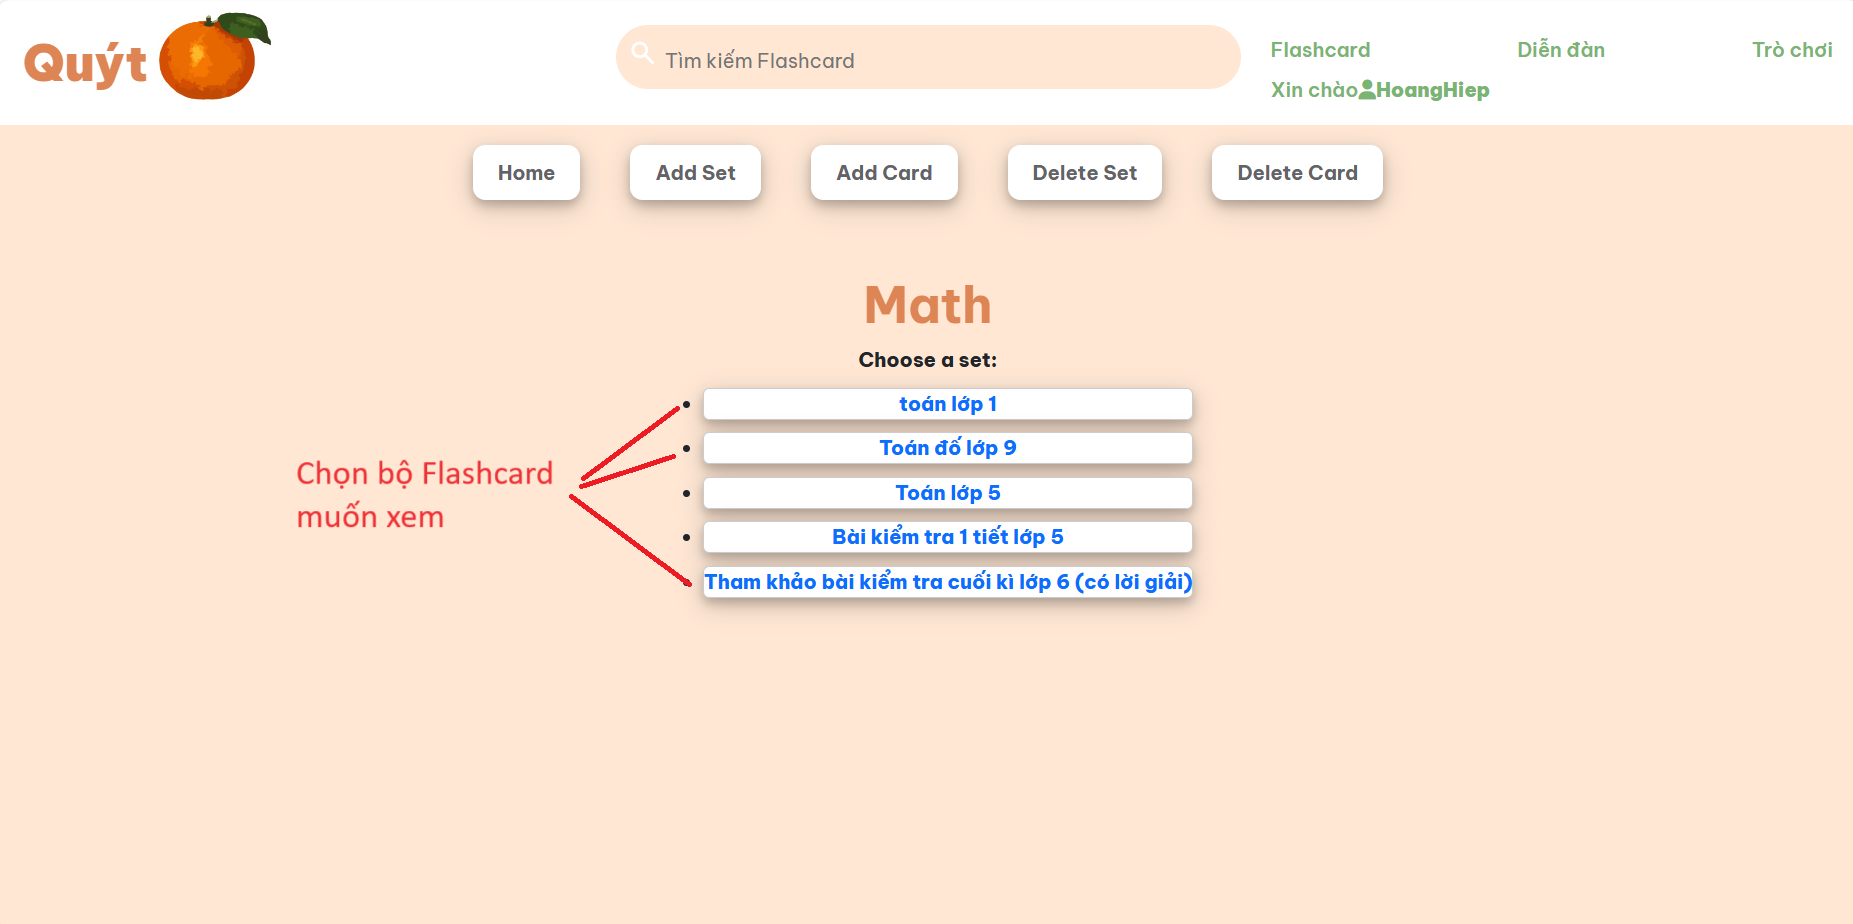 Quýt
Tìm kiếm Flashcard
Flashcard
Diễn đàn
Trò chơi
Xin chào HoangHiep
Home
Add Set
Add Card
Delete Set
Delete Card
Math
Choose a set:
toán lớp 1
Toán đố lớp 9
Toán lớp 5
Bài kiểm tra 1 tiết lớp 5
Tham khảo bài kiểm tra cuối kì lớp 6 (có lời giải)
Chọn bộ Flashcard
muốn xem